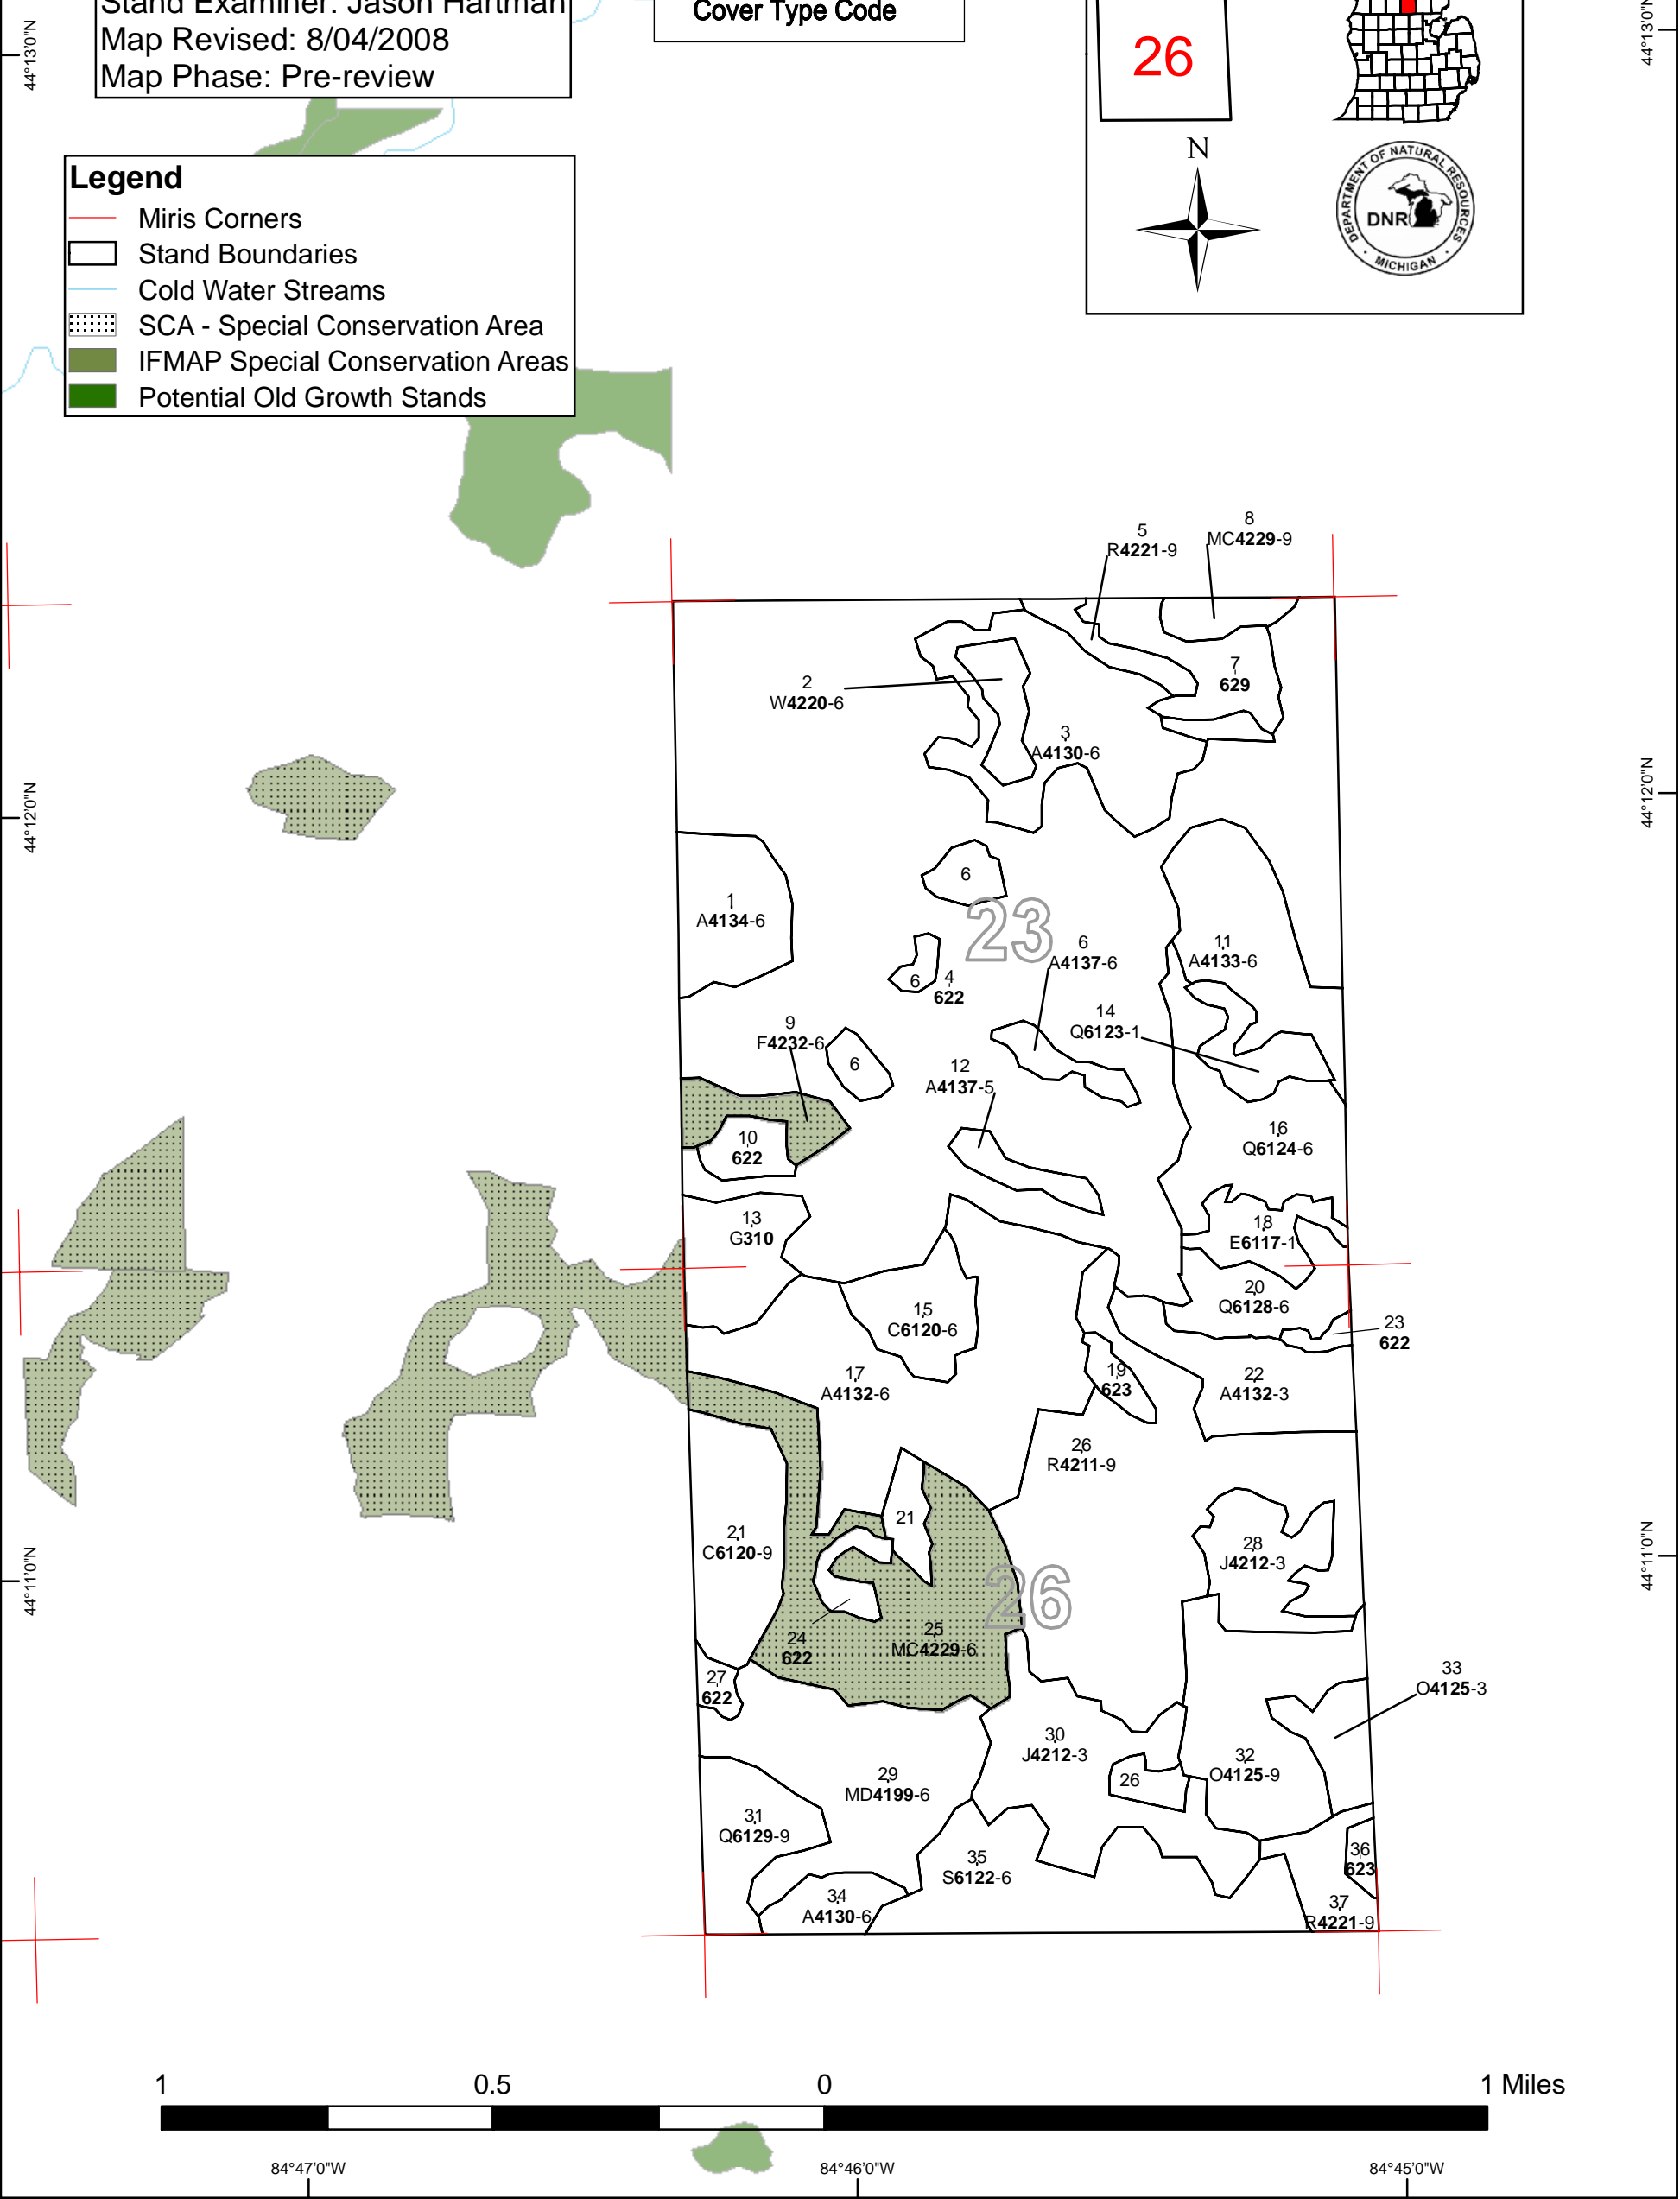 Stand Examiner: Jason Hartman
Map Revised: 8/04/2008
Map Phase: Pre-review
Cover Type Code
26
N
DEPARTMENT OF NATURAL RESOURCES
DNR
MICHIGAN
44°13'0"N
44°13'0"N
Legend
Miris Corners
Stand Boundaries
Cold Water Streams
SCA - Special Conservation Area
IFMAP Special Conservation Areas
Potential Old Growth Stands
5
R4221-9
8
MC4229-9
7
629
2
W4220-6
3
A4130-6
44°12'0"N
44°12'0"N
6
1
A4134-6
23
6
A4137-6
11
A4133-6
6
4
622
14
Q6123-1
9
F4232-6
6
12
A4137-5
10
622
16
Q6124-6
13
G310
18
E6117-1
15
C6120-6
20
Q6128-6
23
622
17
A4132-6
19
623
22
A4132-3
26
R4211-9
21
21
C6120-9
28
J4212-3
44°11'0"N
44°11'0"N
26
24
622
25
MC4229-6
27
622
33
O4125-3
30
J4212-3
32
O4125-9
29
MD4199-6
26
31
Q6129-9
35
S6122-6
36
623
34
A4130-6
37
R4221-9
1
0.5
0
1 Miles
84°47'0"W
84°46'0"W
84°45'0"W